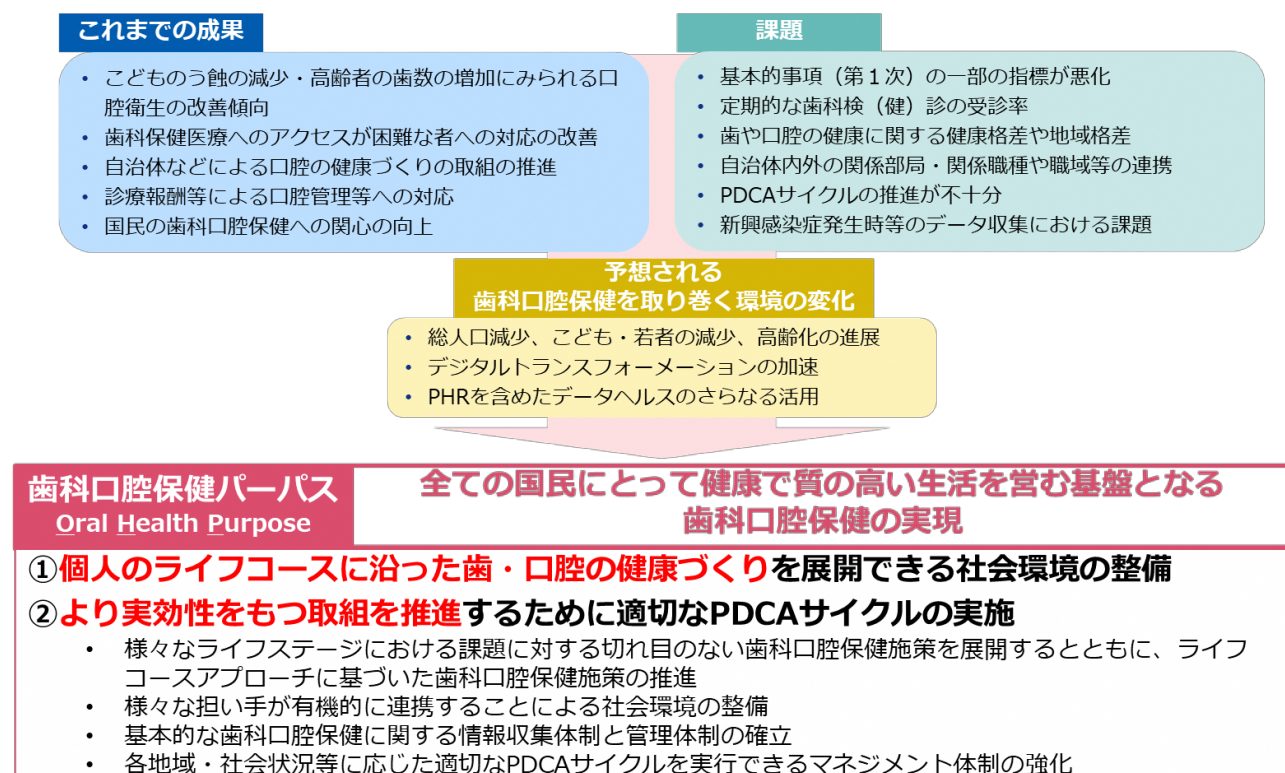 これまでの成果
• こどものう蝕の減少・高齢者の歯数の増加にみられる口
腔衛生の改善傾向
• 歯科保健医療へのアクセスが困難な者への対応の改善
• 自治体などによる口腔の健康づくりの取組の推進
• 診療報酬等による口腔管理等への対応
• 国民の歯科口腔保健への関心の向上
課題
• 基本的事項（第１次）の一部の指標が悪化
• 定期的な歯科検（健）診の受診率
• 歯や口腔の健康に関する健康格差や地域格差
• 自治体内外の関係部局・関係職種や職域等の連携
• PDCAサイクルの推進が不十分
• 新興感染症発生時等のデータ収集における課題
予想される
歯科口腔保健を取り巻く環境の変化
• 総人口減少、こども・若者の減少、高齢化の進展
• デジタルトランスフォーメーションの加速
• PHRを含めたデータヘルスのさらなる活用
歯科口腔保健パーパス
Oral Health Purpose
全ての国民にとって健康で質の高い生活を営む基盤となる
歯科口腔保健の実現
①個人のライフコースに沿った歯・口腔の健康づくりを展開できる社会環境の整備
②より実効性をもつ取組を推進するために適切なPDCAサイクルの実施
• 様々なライフステージにおける課題に対する切れ目のない歯科口腔保健施策を展開するとともに、ライフ
コースアプローチに基づいた歯科口腔保健施策の推進
• 様々な担い手が有機的に連携することによる社会環境の整備
• 基本的な歯科口腔保健に関する情報収集体制と管理体制の確立
• 各地域・社会状況等に応じた適切なPDCAサイクルを実行できるマネジメント体制の強化